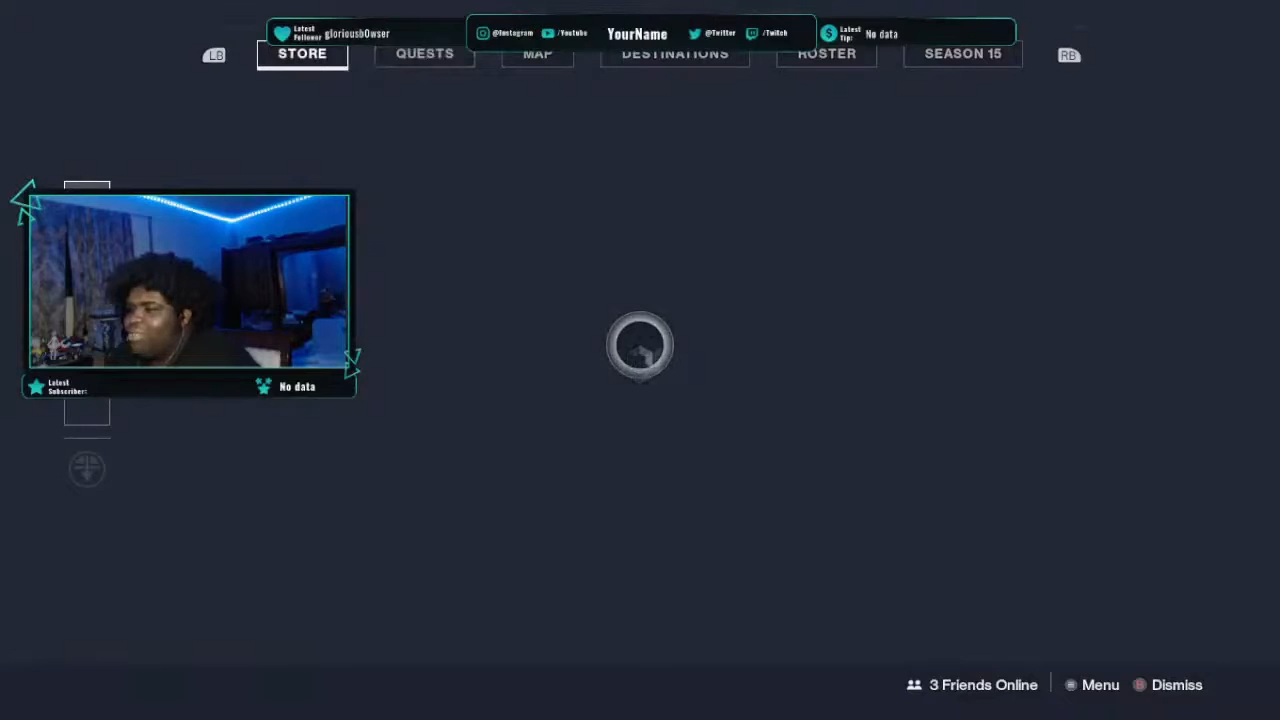 Latest
Follower gloriousb0wser
@Instagram /Youtube YourName @Twitter /Twitch
Latest
Tip: No data
LB STORE QUESTS MAP DESTINATIONS ROSTER SEASON 15 RB
Latest
Subscriber: No data
3 Friends Online Menu B Dismiss